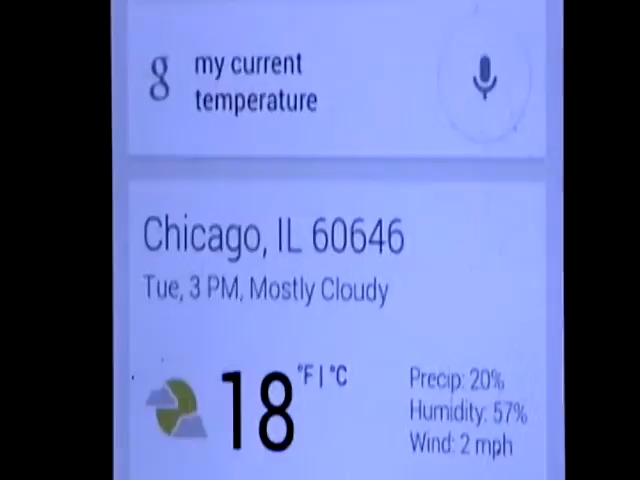 g my current
temperature
Chicago, IL 60646
Tue, 3 PM, Mostly Cloudy
18 °F | °C
Precip: 20%
Humidity: 57%
Wind: 2 mph